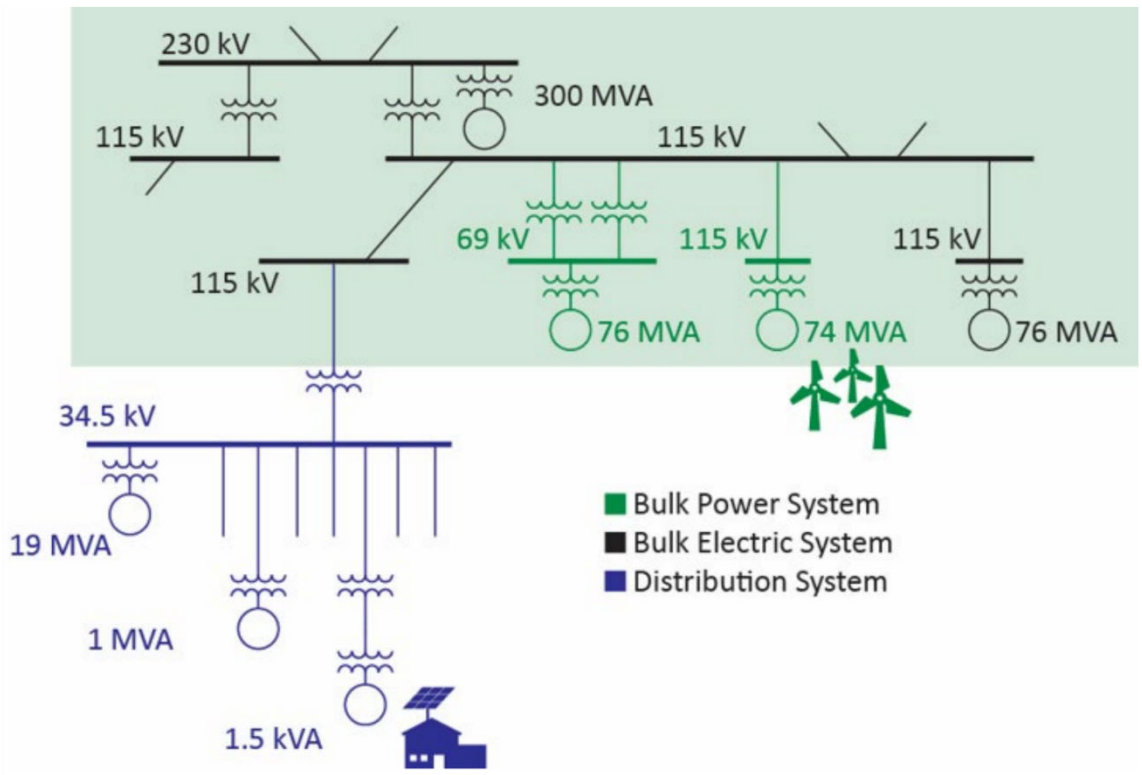 230 kV
300 MVA
115 kV
115 kV
69 kV
115 kV
115 kV
115 kV
76 MVA
74 MVA
76 MVA
34.5 kV
19 MVA
1 MVA
1.5 kVA
Bulk Power System
Bulk Electric System
Distribution System